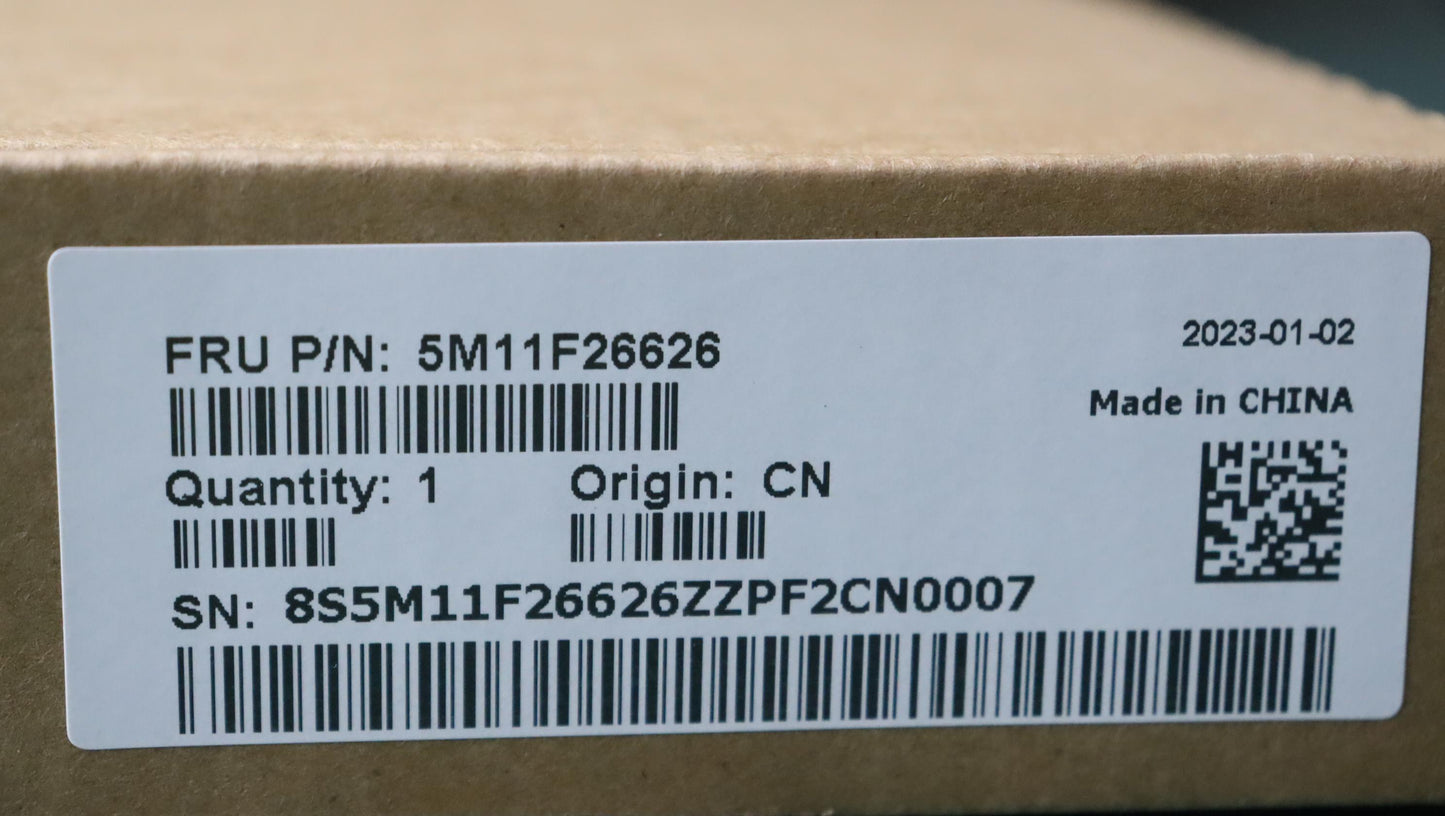 2023-01-02
FRU P/N: 5M11F26626
Made in CHINA
Quantity: 1 Origin: CN
SN: 8S5M11F26626ZZPF2CN0007